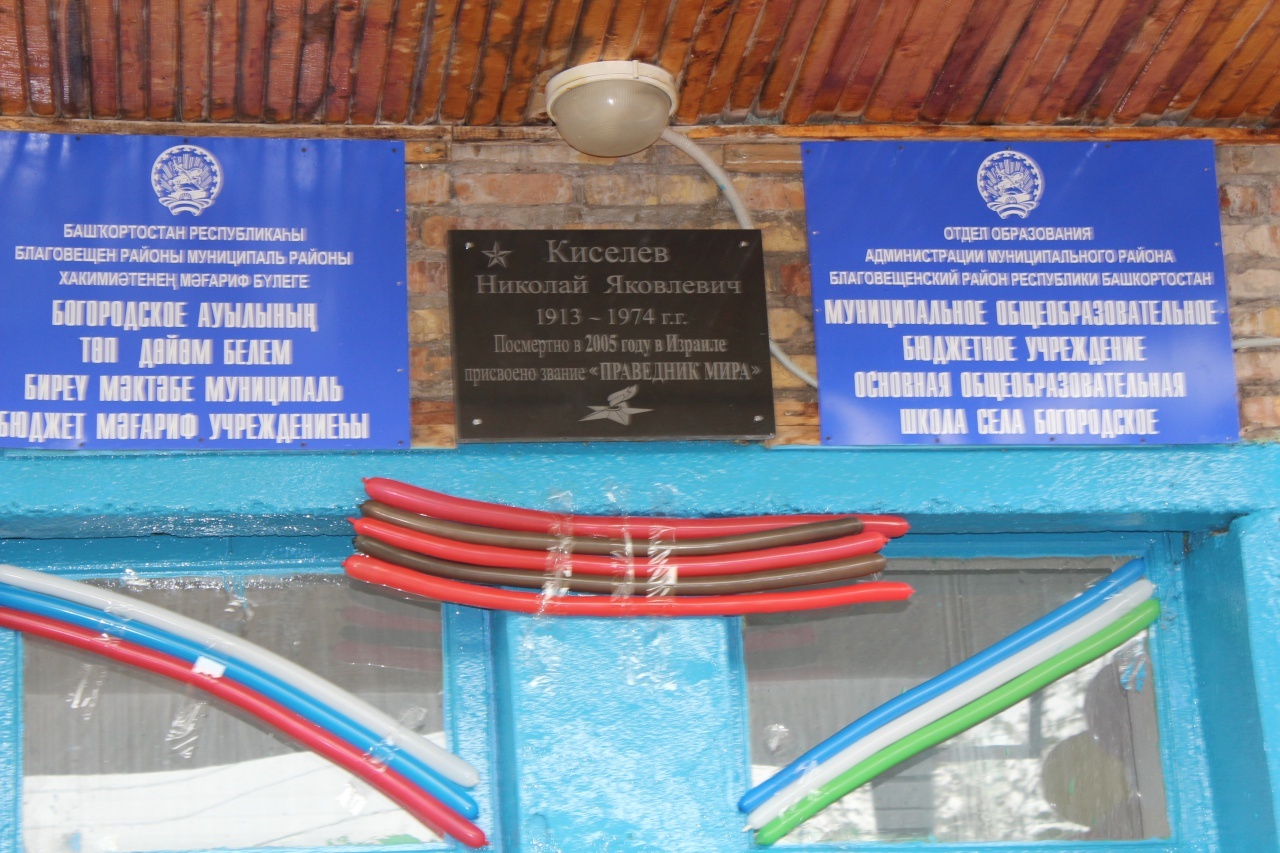 БАШҠОРТОСТАН РЕСПУБЛИКАҺЫ
БЛАГОВЕЩЕН РАЙОНЫ МУНИЦИПАЛЬ РАЙОНЫ
ХАКИМИӘТЕНЕҢ МӘҒАРИФ БҮЛЕГЕ
БОГОРОДСКОЕ АУЫЛЫНЫҢ
ТӨП ДӨЙӨМ БЕЛЕМ
БИРЕҮ МӘКТӘБЕ МУНИЦИПАЛЬ
БЮДЖЕТ МӘҒАРИФ УЧРЕЖДЕНИЕҺЫ
Киселев
Николай Яковлевич
1913 - 1974 г.г.
Посмертно в 2005 году в Израиле
присвоено звание «ПРАВЕДНИК МИРА»
ОТДЕЛ ОБРАЗОВАНИЯ
АДМИНИСТРАЦИИ МУНИЦИПАЛЬНОГО РАЙОНА
БЛАГОВЕЩЕНСКИЙ РАЙОН РЕСПУБЛИКИ БАШКОРТОСТАН
МУНИЦИПАЛЬНОЕ ОБЩЕОБРАЗОВАТЕЛЬНОЕ
БЮДЖЕТНОЕ УЧРЕЖДЕНИЕ
ОСНОВНАЯ ОБЩЕОБРАЗОВАТЕЛЬНАЯ
ШКОЛА СЕЛА БОГОРОДСКОЕ